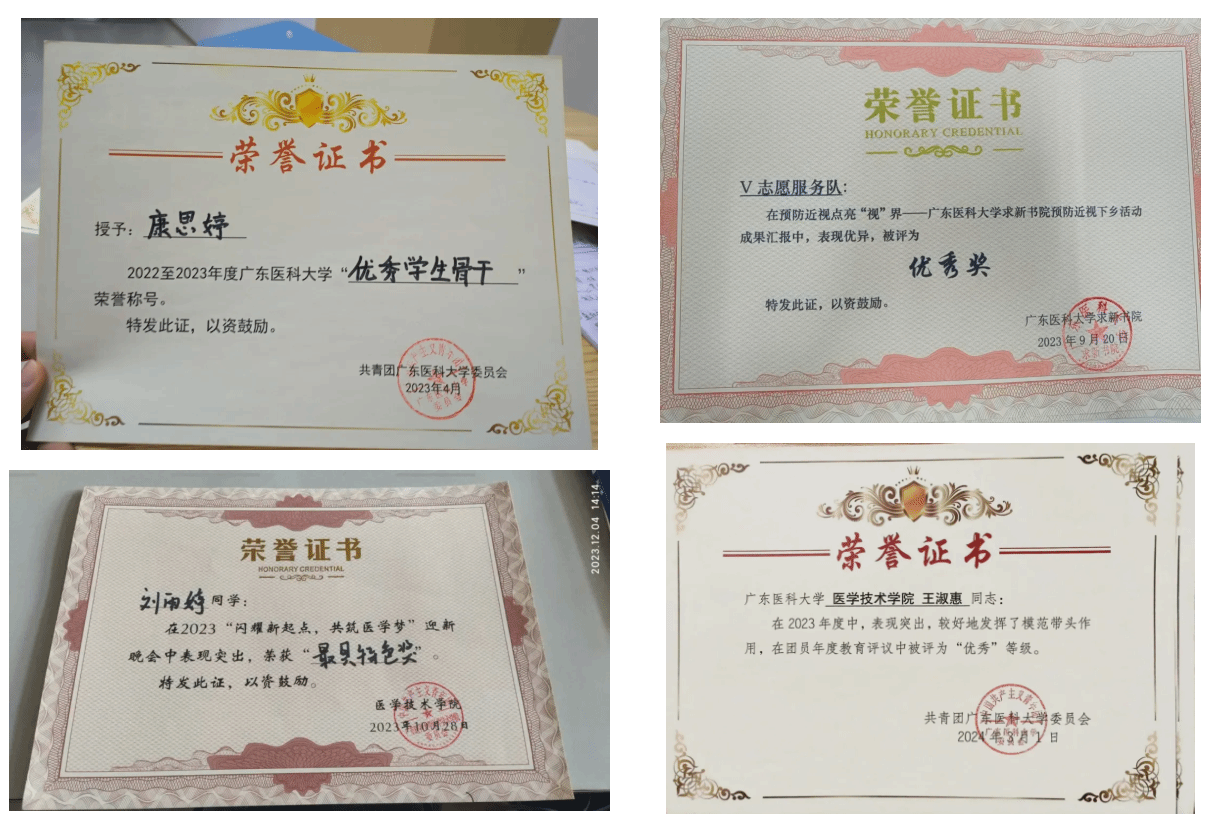 荣誉证书
授予：康思婷
2022至2023年度广东医科大学“优秀学生骨干”
荣誉称号。
特发此证，以资鼓励。
共青团广东医科大学委员会
2023年4月
荣誉证书
HONORARY CREDENTIAL
V 志愿服务队：
在预防近视点亮“视”界——广东医科大学求新书院预防近视下乡活动
成果汇报中，表现优异，被评为
优秀奖
特发此证，以资鼓励。
广东医科大学求新书院
2023年9月20日
荣誉证书
HONORARY CREDENTIAL
刘雨婷同学：
在2023“闪耀新起点，共筑医学梦”迎新
晚会中表现突出，荣获“最具特色奖”。
特发此证，以资鼓励。
医学技术学院
2023年10月28日
2023.12.04 14:14
荣誉证书
广东医科大学 医学技术学院 王淑惠 同志：
在 2023 年度中，表现突出，较好地发挥了模范带头作
用，在团员年度教育评议中被评为“优秀”等级。
共青团广东医科大学委员会
2024 年 3 月 1 日